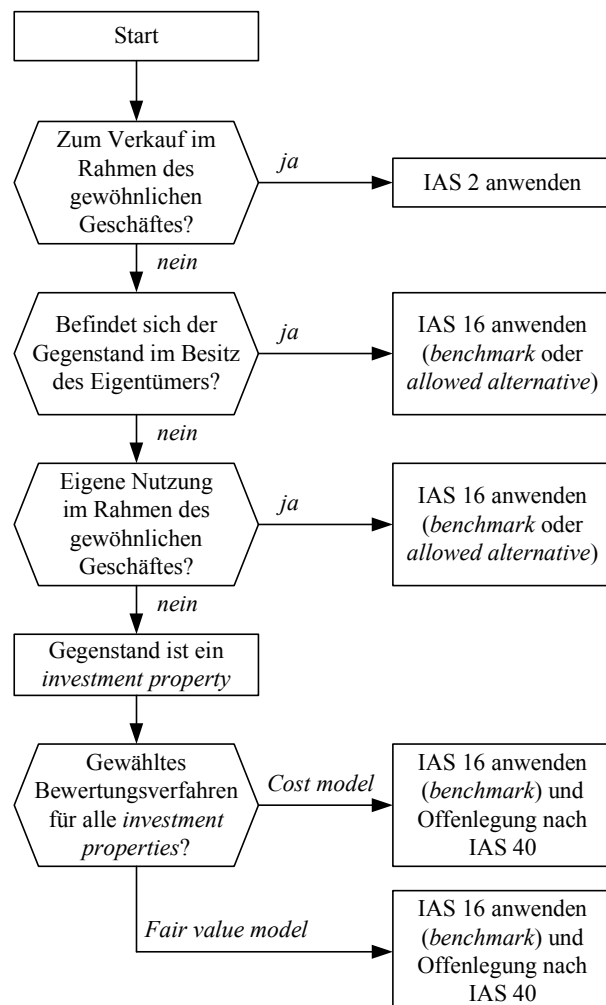 Start
Zum Verkauf im
Rahmen des
gewöhnlichen
Geschäftes?
ja
IAS 2 anwenden
nein
Befindet sich der
Gegenstand im Besitz
des Eigentümers?
ja
IAS 16 anwenden
(benchmark oder
allowed alternative)
nein
Eigene Nutzung
im Rahmen des
gewöhnlichen
Geschäftes?
ja
IAS 16 anwenden
(benchmark oder
allowed alternative)
nein
Gegenstand ist ein
investment property
Gewähltes
Bewertungsverfahren
für alle investment
properties?
Cost model
IAS 16 anwenden
(benchmark) und
Offenlegung nach
IAS 40
Fair value model
IAS 16 anwenden
(benchmark) und
Offenlegung nach
IAS 40